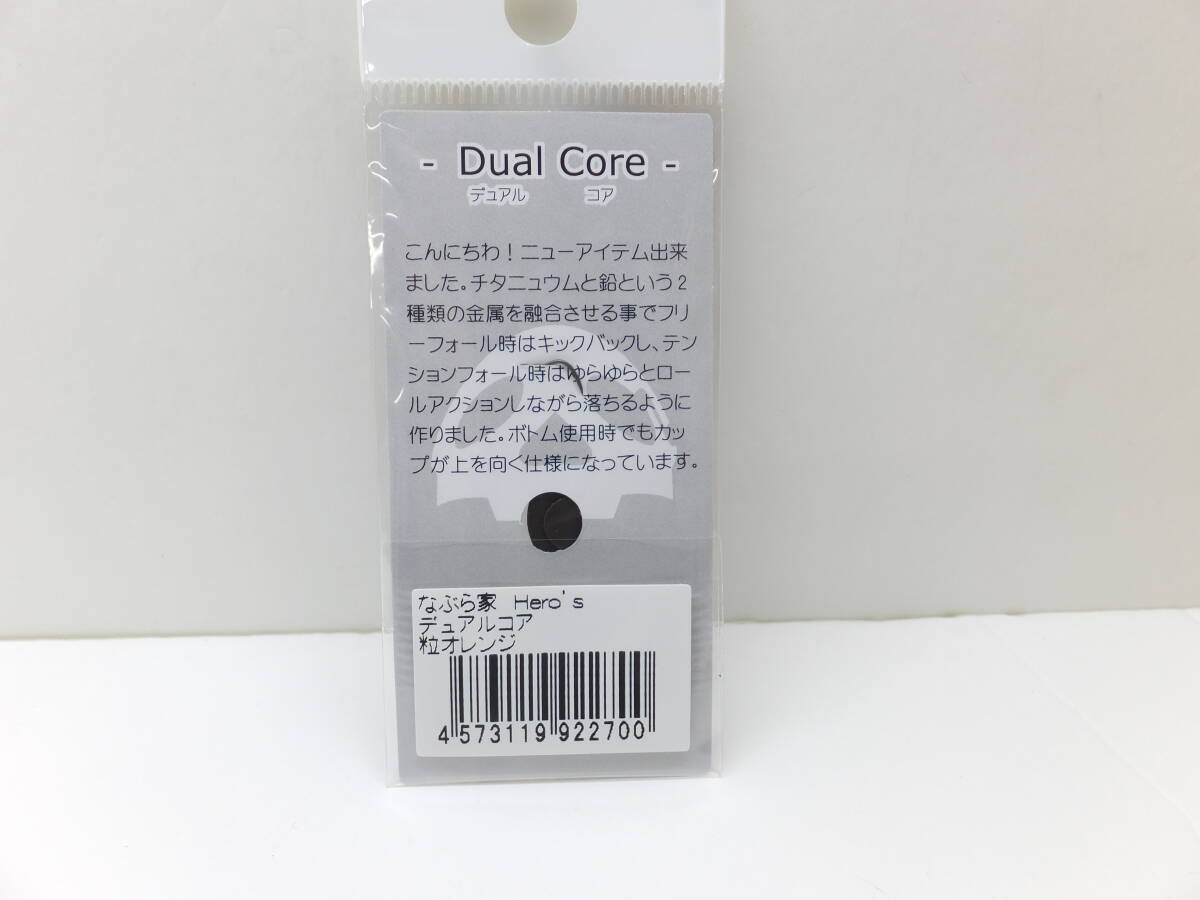 - Dual Core -
デュアル コア
こんにちわ！ニューアイテム出来
ました。チタニュウムと鉛という2
種類の金属を融合させる事でフリ
ーフォール時はキックバックし、テン
ションフォール時はゆらゆらとロー
ルアクションしながら落ちるように
作りました。ボトム使用時でもカッ
プが上を向く仕様になっています。
なぶら家 Hero's
デュアルコア
粒オレンジ
4573119922700